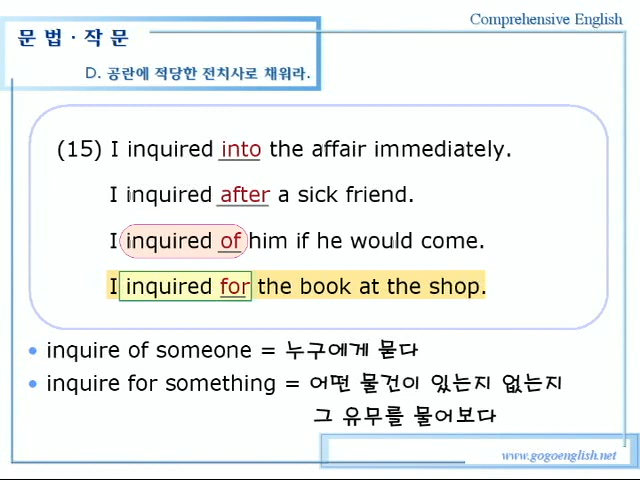 Comprehensive English
문 법 · 작 문
D. 공란에 적당한 전치사로 채워라.
(15) I inquired into the affair immediately.
I inquired after a sick friend.
I inquired of him if he would come.
I inquired for the book at the shop.
• inquire of someone = 누구에게 묻다
• inquire for something = 어떤 물건이 있는지 없는지
그 유무를 물어보다
www.gogoenglish.net